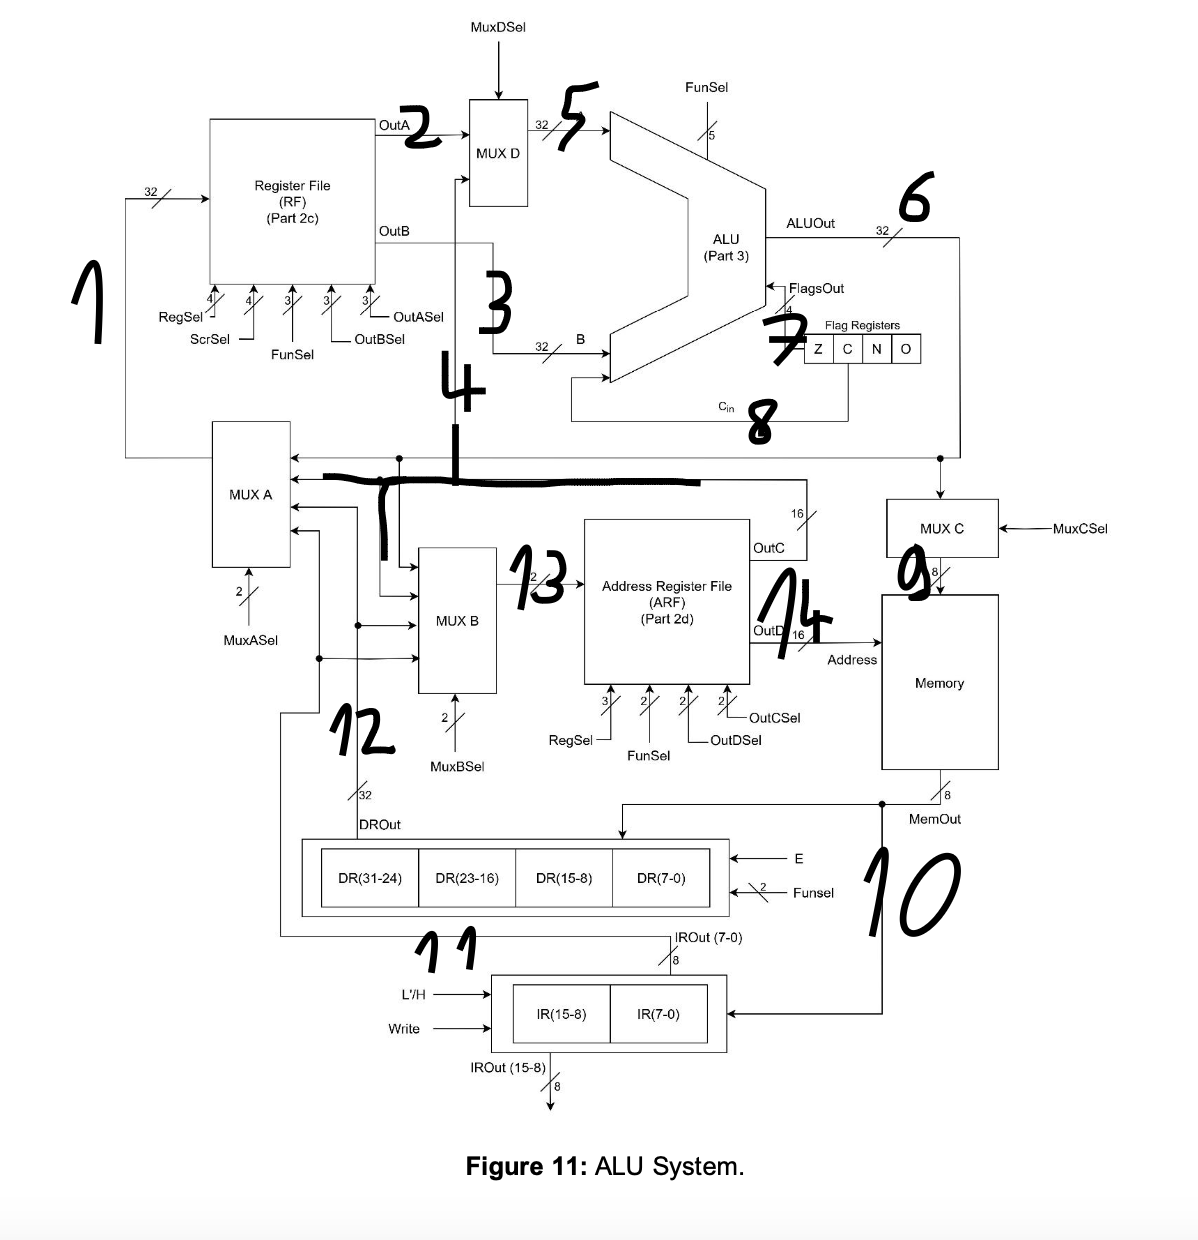 MuxDSel
FunSel
5
OutA
2
32
5
5
MUX D
Register File
(RF)
(Part 2c)
32
6
ALUOut
32
OutB
ALU
(Part 3)
1
3
FlagsOut
4
4
4
3
3
3
RegSel
OutASel
7
Flag Registers
ScrSel
OutBSel
Z C N O
FunSel
32
B
4
Cin
8
MUX A
16
MUX C
MuxCSel
OutC
9
8
2
13
2
Address Register File
(ARF)
(Part 2d)
MUX B
14
OutD
16
MuxASel
Address
Memory
3
2
2
2
2
12
OutCSel
RegSel
OutDSel
FunSel
MuxBSel
32
8
MemOut
DROut
10
E
DR(31-24) DR(23-16) DR(15-8) DR(7-0)
2
Funsel
11
IROut (7-0)
8
L'/H
IR(15-8) IR(7-0)
Write
IROut (15-8)
8
Figure 11: ALU System.